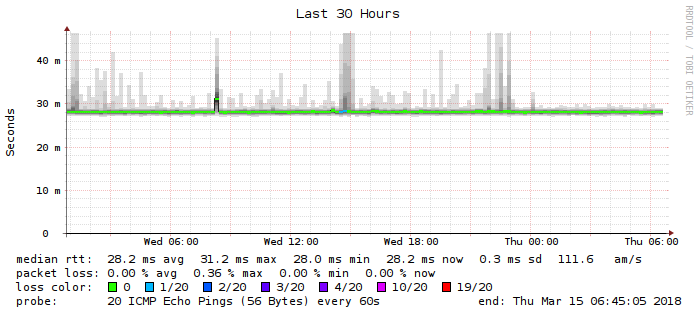 Last 30 Hours
RRDTOOL / TOBI OETIKER
Seconds
40 m
30 m
20 m
10 m
0
Wed 06:00 Wed 12:00 Wed 18:00 Thu 00:00 Thu 06:00
median rtt: 28.2 ms avg 31.2 ms max 28.0 ms min 28.2 ms now 0.3 ms sd 111.6 am/s
packet loss: 0.00 % avg 0.36 % max 0.00 % min 0.00 % now
loss color: 0 1/20 2/20 3/20 4/20 10/20 19/20
probe: 20 ICMP Echo Pings (56 Bytes) every 60s end: Thu Mar 15 06:45:05 2018